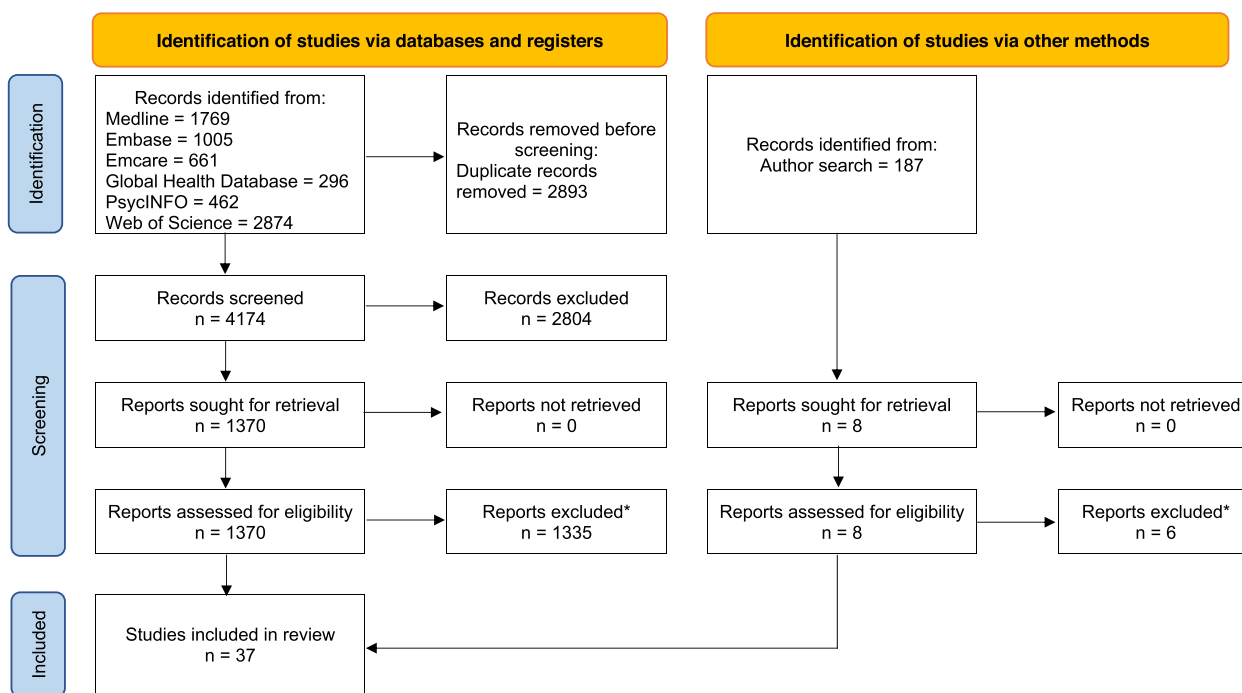 Identification of studies via databases and registers
Identification of studies via other methods
Identification
Records identified from:
Medline = 1769
Embase = 1005
Emcare = 661
Global Health Database = 296
PsycINFO = 462
Web of Science = 2874
Records removed before
screening:
Duplicate records
removed = 2893
Records identified from:
Author search = 187
Screening
Records screened
n = 4174
Records excluded
n = 2804
Reports sought for retrieval
n = 1370
Reports not retrieved
n = 0
Reports sought for retrieval
n = 8
Reports not retrieved
n = 0
Reports assessed for eligibility
n = 1370
Reports excluded*
n = 1335
Reports assessed for eligibility
n = 8
Reports excluded*
n = 6
Included
Studies included in review
n = 37